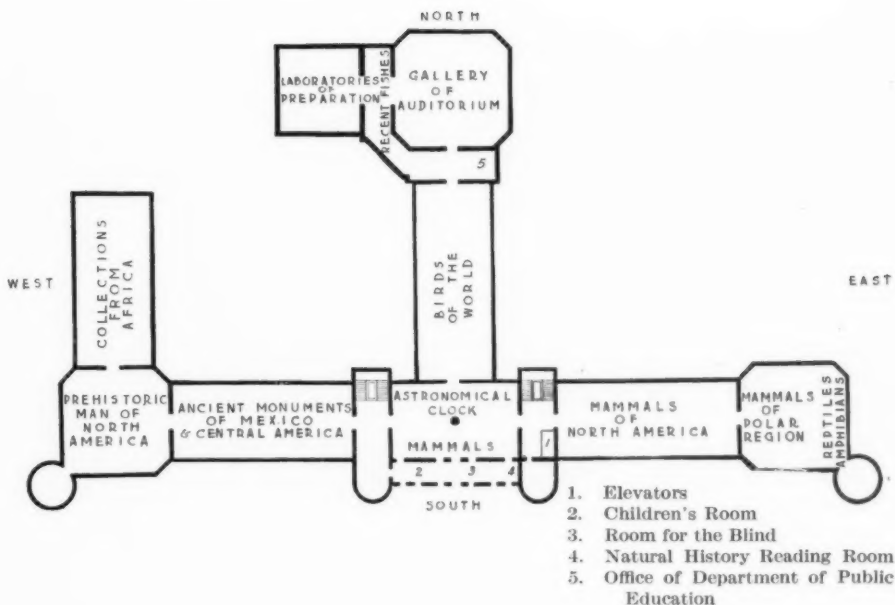 NORTH
LABORATORIES
OF
PREPARATION
RECENT FISHES
GALLERY
OF
AUDITORIUM
5
WEST
COLLECTIONS
FROM
AFRICA
BIRDS
OF THE
WORLD
EAST
PREHISTORIC
MAN OF
NORTH
AMERICA
ANCIENT MONUMENTS
OF MEXICO
& CENTRAL AMERICA
ASTRONOMICAL
CLOCK
MAMMALS
2 3 4
1
MAMMALS
OF
NORTH AMERICA
MAMMALS
OF
POLAR
REGION
REPTILES
AMPHIBIANS
SOUTH
1. Elevators
2. Children's Room
3. Room for the Blind
4. Natural History Reading Room
5. Office of Department of Public
Education